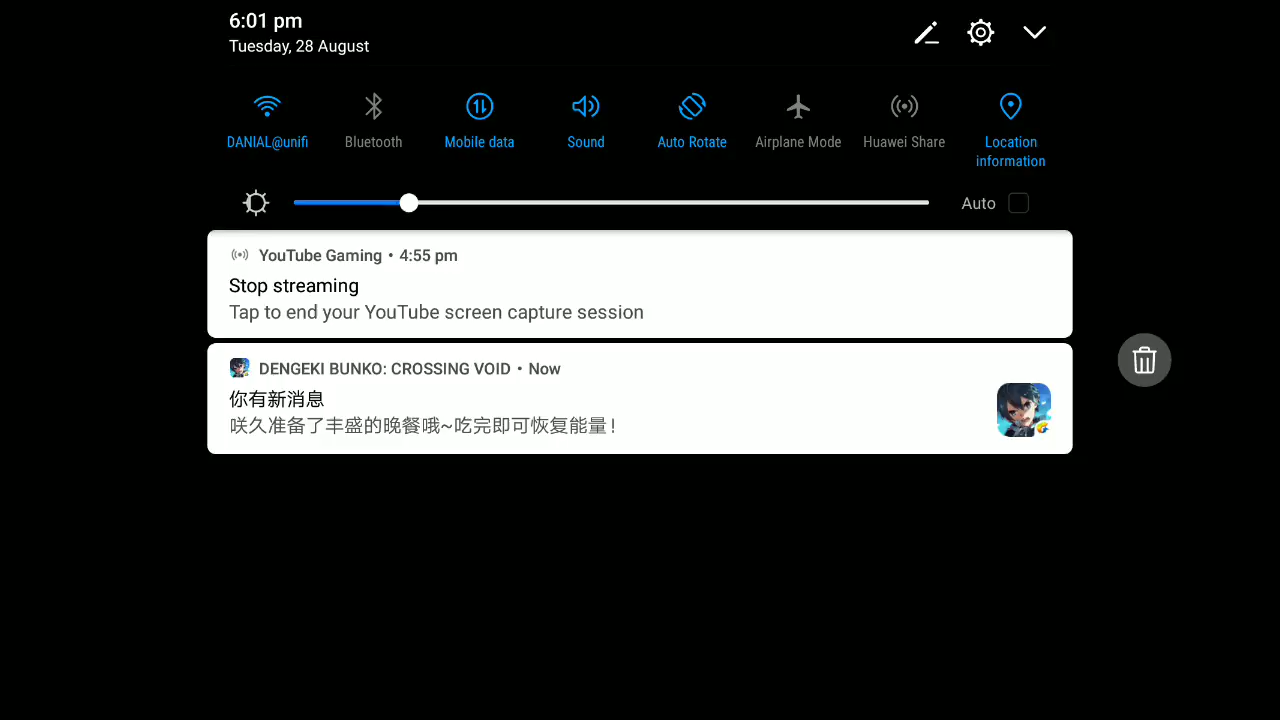 6:01 pm
Tuesday, 28 August
DANIAL@unifi
Bluetooth
Mobile data
Sound
Auto Rotate
Airplane Mode
Huawei Share
Location
information
Auto
YouTube Gaming • 4:55 pm
Stop streaming
Tap to end your YouTube screen capture session
DENGEKI BUNKO: CROSSING VOID • Now
你有新消息
咲久准备了丰盛的晚餐哦~吃完即可恢复能量!